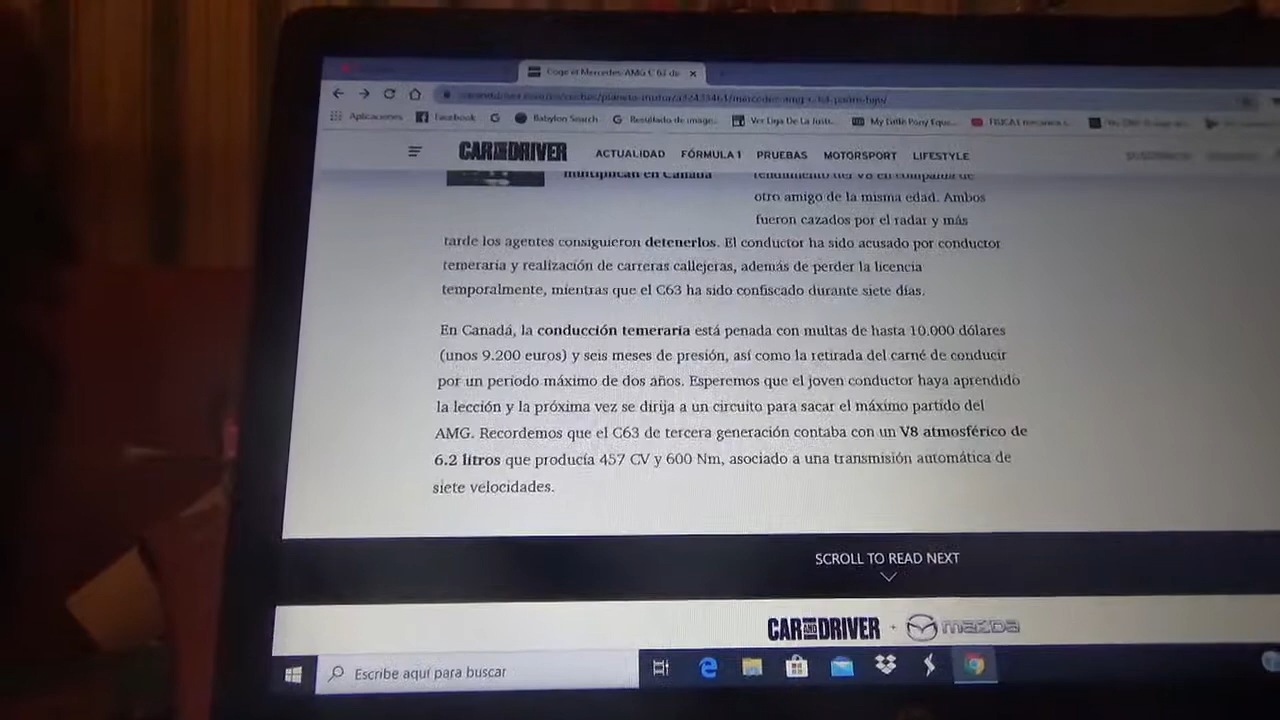 Coge el Mercedes-AMG C 63 de
Aplicaciones Facebook Babylon Search Resultado de image... Ver Liga De La Justi... My Little Pony Eque...
CAR AND DRIVER ACTUALIDAD FÓRMULA 1 PRUEBAS MOTORSPORT LIFESTYLE
multiplican en Canadá
rendimiento del V8 en compañía de
otro amigo de la misma edad. Ambos
fueron cazados por el radar y más
tarde los agentes consiguieron detenerlos. El conductor ha sido acusado por conductor
temeraria y realización de carreras callejeras, además de perder la licencia
temporalmente, mientras que el C63 ha sido confiscado durante siete días.
En Canadá, la conducción temeraria está penada con multas de hasta 10.000 dólares
(unos 9.200 euros) y seis meses de presión, así como la retirada del carné de conducir
por un periodo máximo de dos años. Esperemos que el joven conductor haya aprendido
la lección y la próxima vez se dirija a un circuito para sacar el máximo partido del
AMG. Recordemos que el C63 de tercera generación contaba con un V8 atmosférico de
6.2 litros que producía 457 CV y 600 Nm, asociado a una transmisión automática de
siete velocidades.
SCROLL TO READ NEXT
CAR AND DRIVER + mazda
Escribe aquí para buscar